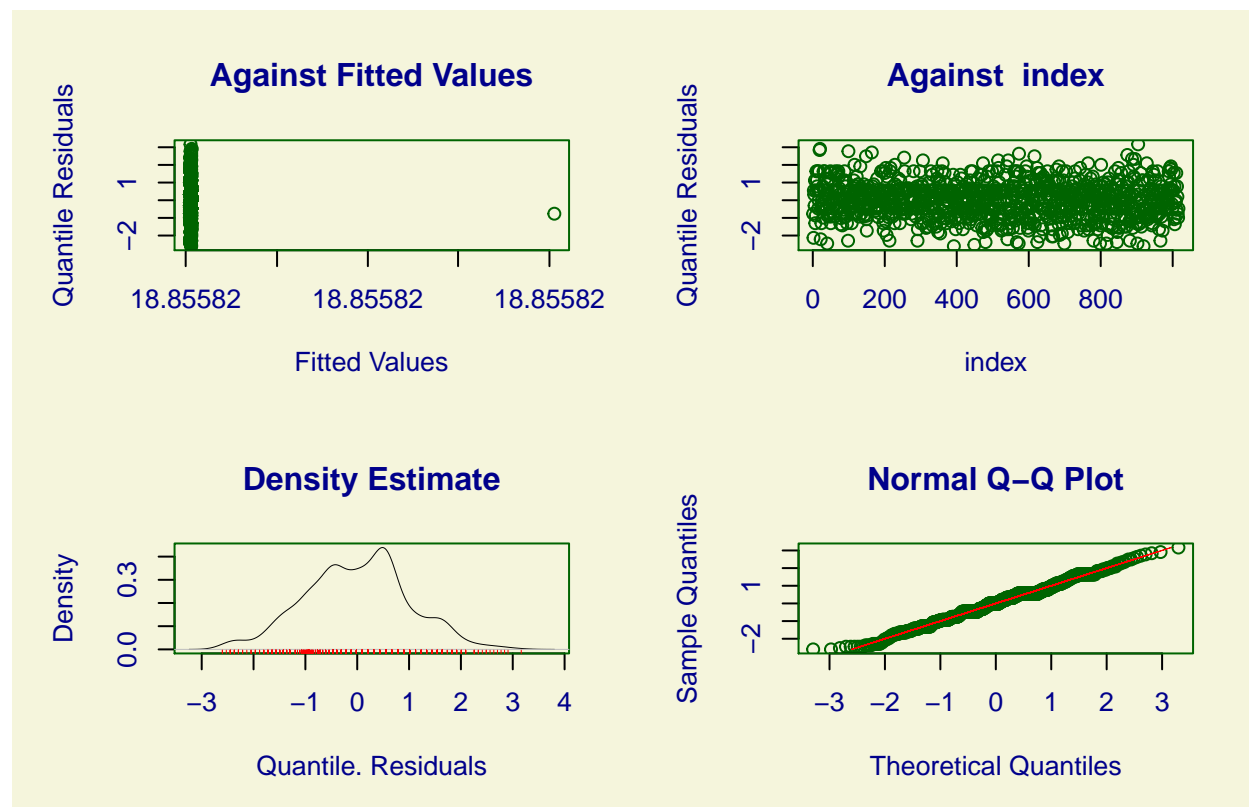 Against Fitted Values
Quantile Residuals
1
−2
18.85582 18.85582 18.85582
Fitted Values
Against index
Quantile Residuals
1
−2
0 200 400 600 800
index
Density Estimate
Density
0.3
0.0
−3 −1 0 1 2 3 4
Quantile. Residuals
Normal Q−Q Plot
Sample Quantiles
1
−2
−3 −2 −1 0 1 2 3
Theoretical Quantiles